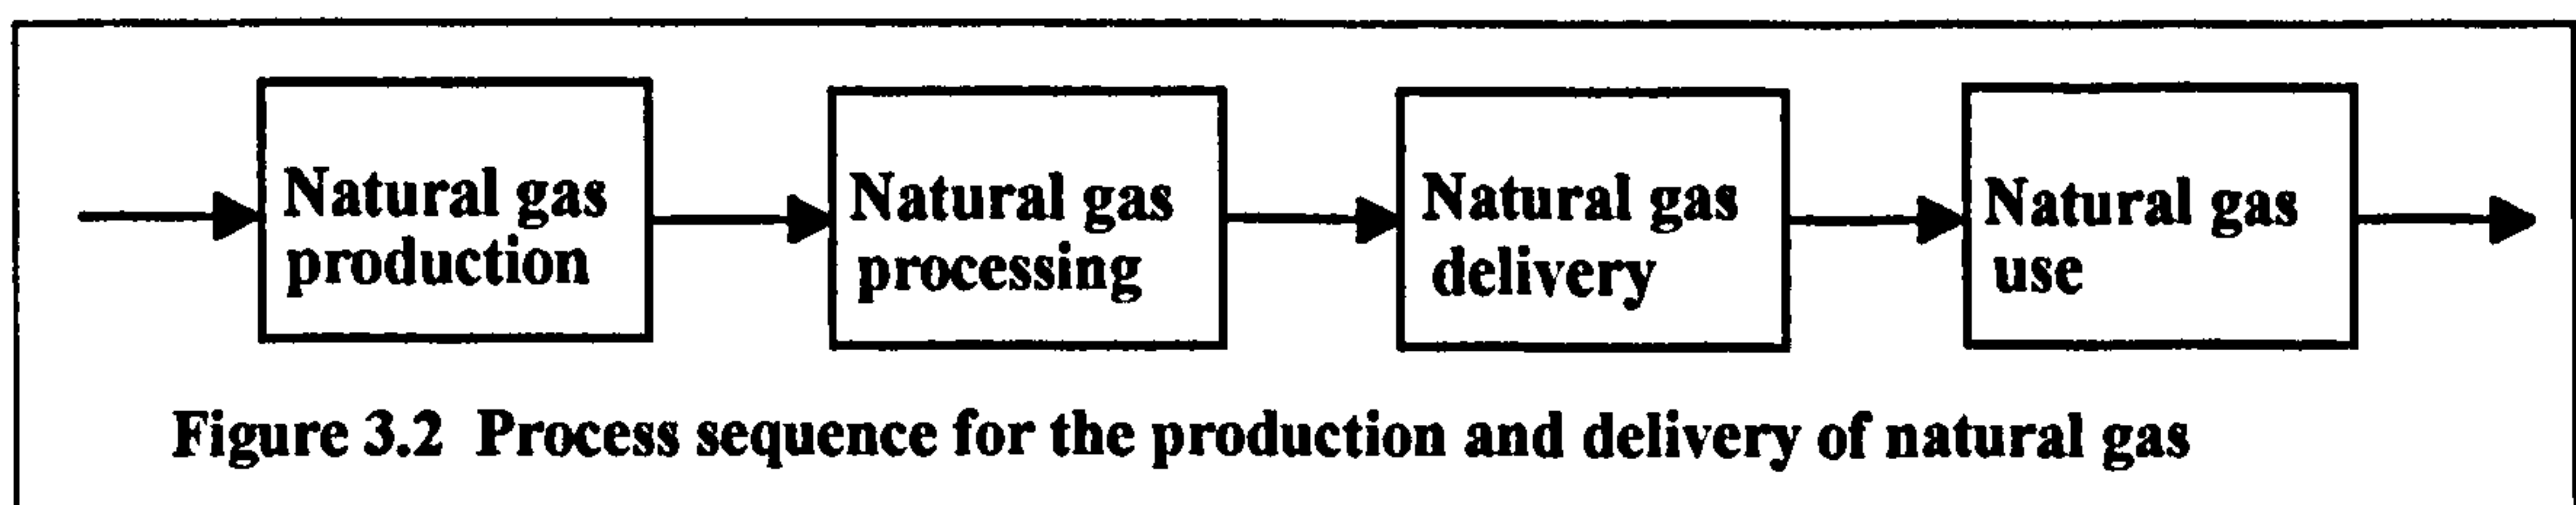 Natural gas
production
Natural gas
processing
Natural gas
delivery
Natural gas
use
Figure 3.2 Process sequence for the production and delivery of natural gas